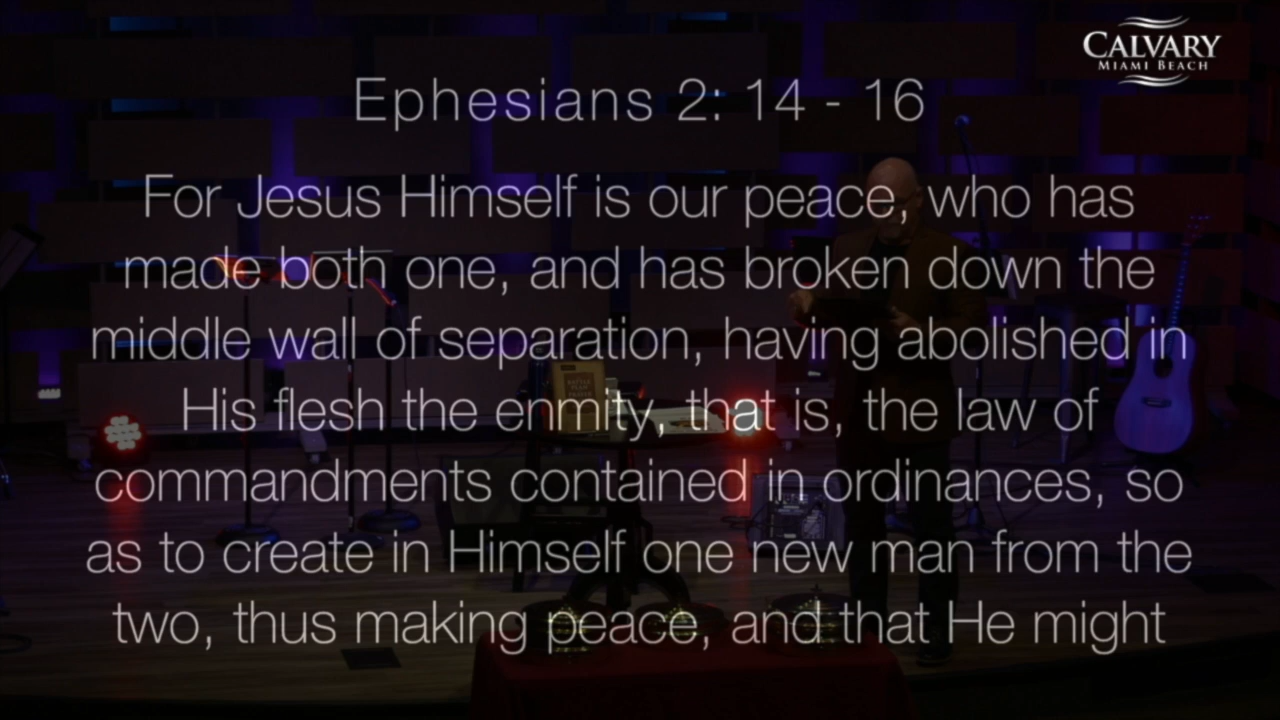 CALVARY
MIAMI BEACH
Ephesians 2: 14 - 16
For Jesus Himself is our peace, who has
made both one, and has broken down the
middle wall of separation, having abolished in
His flesh the enmity, that is, the law of
commandments contained in ordinances, so
as to create in Himself one new man from the
two, thus making peace, and that He might